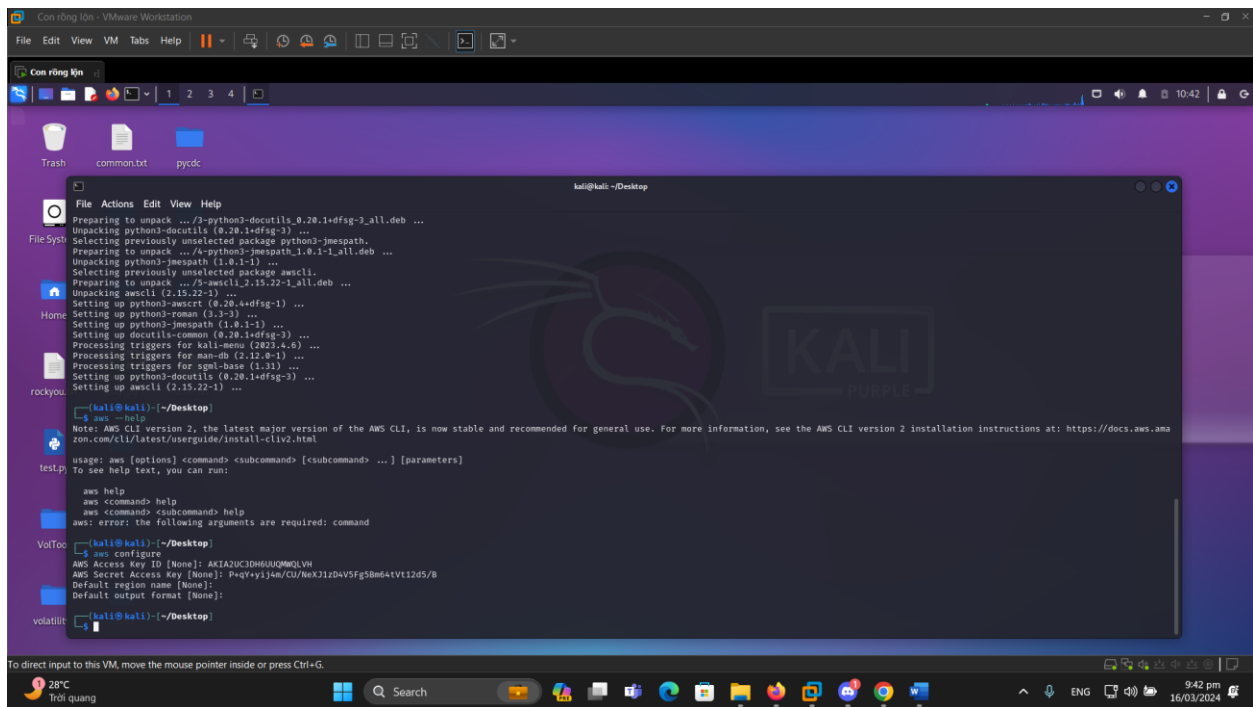 Con rồng lộn - VMware Workstation
File Edit View VM Tabs Help
Con rồng lộn
1 2 3 4
10:42
Trash
common.txt
pycdc
kali@kali: ~/Desktop
File Actions Edit View Help
Preparing to unpack .../3-python3-docutils_0.20.1+dfsg-3_all.deb ...
Unpacking python3-docutils (0.20.1+dfsg-3) ...
Selecting previously unselected package python3-jmespath.
Preparing to unpack .../4-python3-jmespath_1.0.1-1_all.deb ...
Unpacking python3-jmespath (1.0.1-1) ...
Selecting previously unselected package awscli.
Preparing to unpack .../5-awscli_2.15.22-1_all.deb ...
Unpacking awscli (2.15.22-1) ...
Setting up python3-awscrt (0.20.4+dfsg-1) ...
Setting up python3-roman (3.3-3) ...
Setting up python3-jmespath (1.0.1-1) ...
Setting up docutils-common (0.20.1+dfsg-3) ...
Processing triggers for kali-menu (2023.4.6) ...
Processing triggers for man-db (2.12.0-1) ...
Processing triggers for sgml-base (1.31) ...
Setting up python3-docutils (0.20.1+dfsg-3) ...
Setting up awscli (2.15.22-1) ...
(kali㉿kali)-[~/Desktop]
$ aws --help
Note: AWS CLI version 2, the latest major version of the AWS CLI, is now stable and recommended for general use. For more information, see the AWS CLI version 2 installation instructions at: https://docs.aws.ama
zon.com/cli/latest/userguide/install-cliv2.html
usage: aws [options] <command> <subcommand> [<subcommand> ...] [parameters]
To see help text, you can run:
aws help
aws <command> help
aws <command> <subcommand> help
aws: error: the following arguments are required: command
(kali㉿kali)-[~/Desktop]
$ aws configure
AWS Access Key ID [None]: AKIA2UC3DH6UUQMWQLVH
AWS Secret Access Key [None]: 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
Default region name [None]:
Default output format [None]:
(kali㉿kali)-[~/Desktop]
$
KALI
PURPLE
File Syste
Home
rockyou.
test.py
VolToo
volatilit
To direct input to this VM, move the mouse pointer inside or press Ctrl+G.
1
28°C
Trời quang
Search
ENG
9:42 pm
16/03/2024